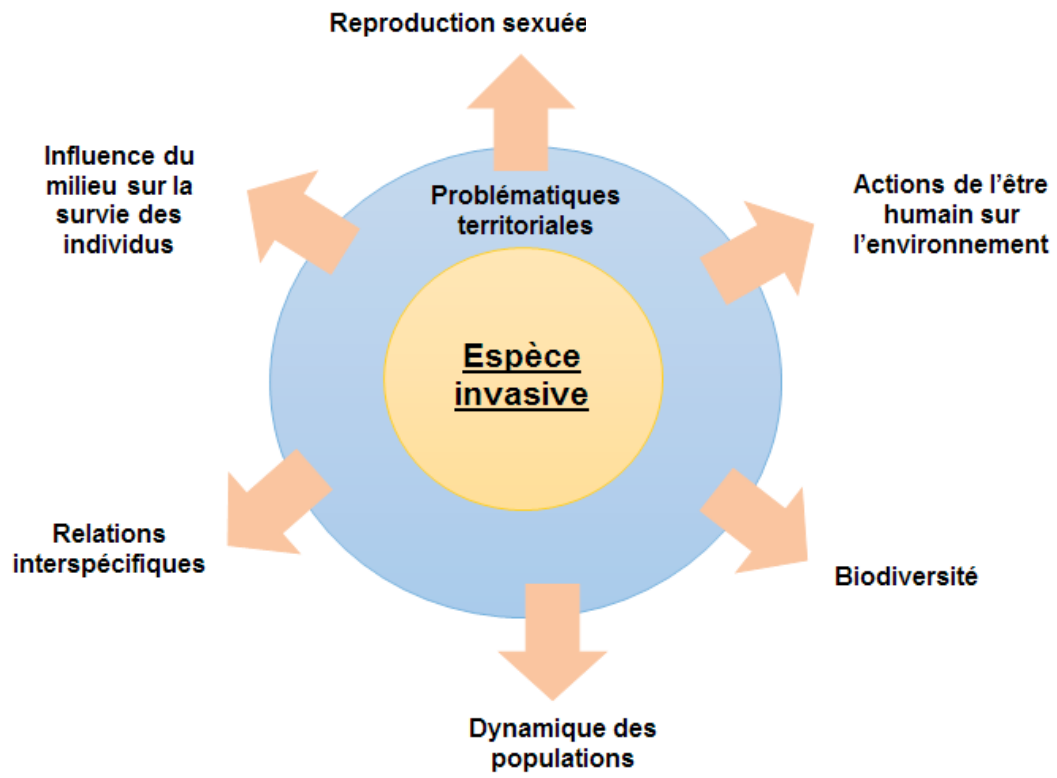 Reproduction sexuée
Influence du
milieu sur la
survie des
individus
Problématiques
territoriales
Actions de l'être
humain sur
l'environnement
Espèce
invasive
Relations
interspécifiques
Biodiversité
Dynamique des
populations